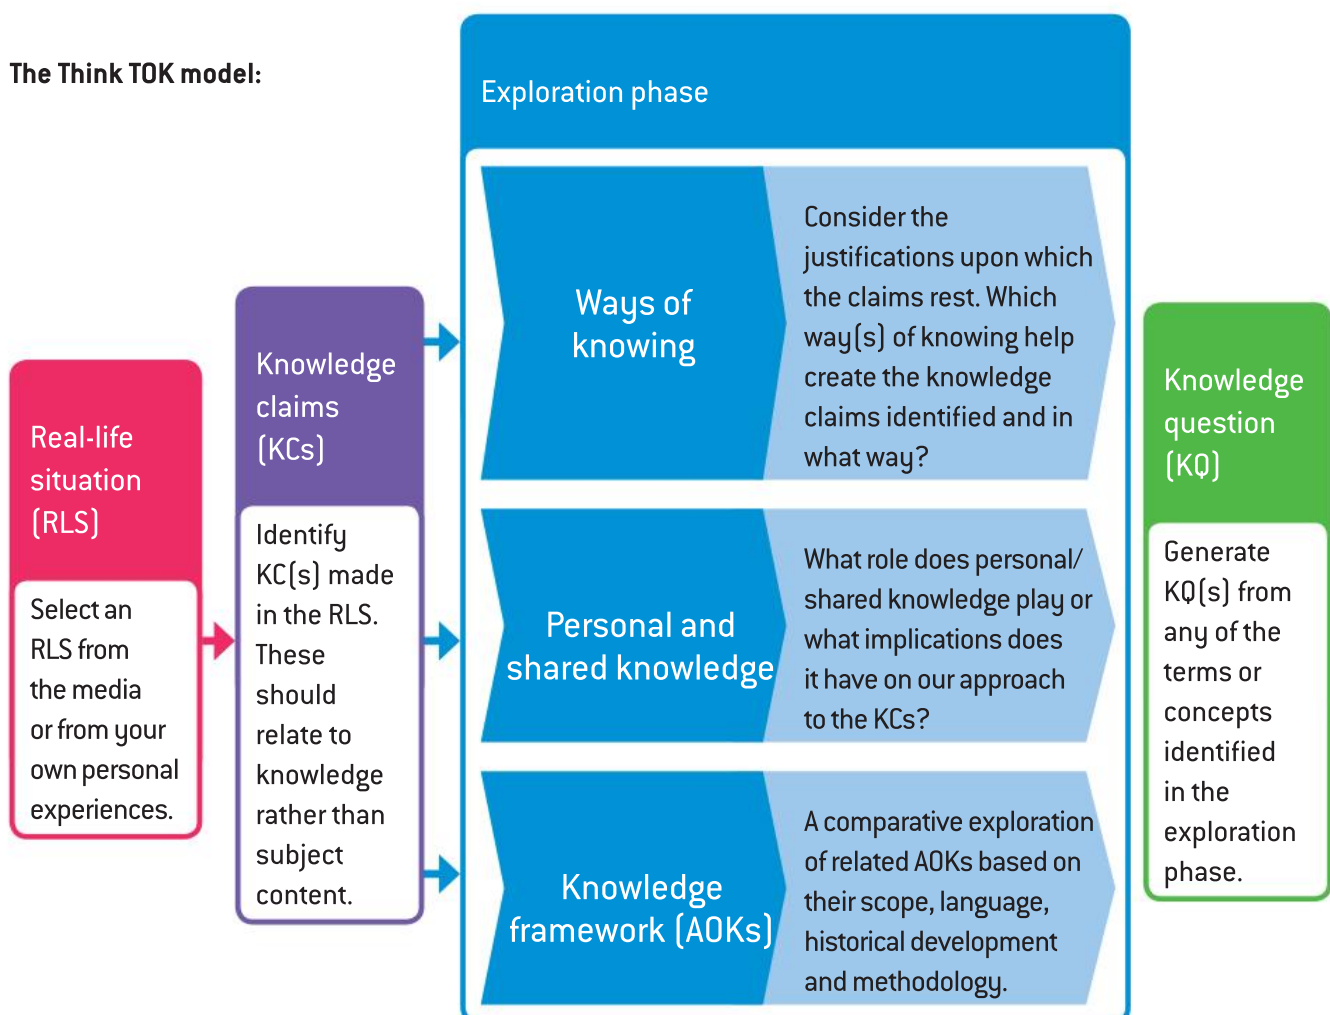 The Think TOK model:
Real-life
situation
(RLS)
Select an
RLS from
the media
or from your
own personal
experiences.
Knowledge
claims
(KCs)
Identify
KC(s) made
in the RLS.
These
should
relate to
knowledge
rather than
subject
content.
Exploration phase
Ways of
knowing
Consider the
justifications upon which
the claims rest. Which
way(s) of knowing help
create the knowledge
claims identified and in
what way?
Personal and
shared knowledge
What role does personal/
shared knowledge play or
what implications does
it have on our approach
to the KCs?
Knowledge
framework (AOKs)
A comparative exploration
of related AOKs based on
their scope, language,
historical development
and methodology.
Knowledge
question
(KQ)
Generate
KQ(s) from
any of the
terms or
concepts
identified
in the
exploration
phase.